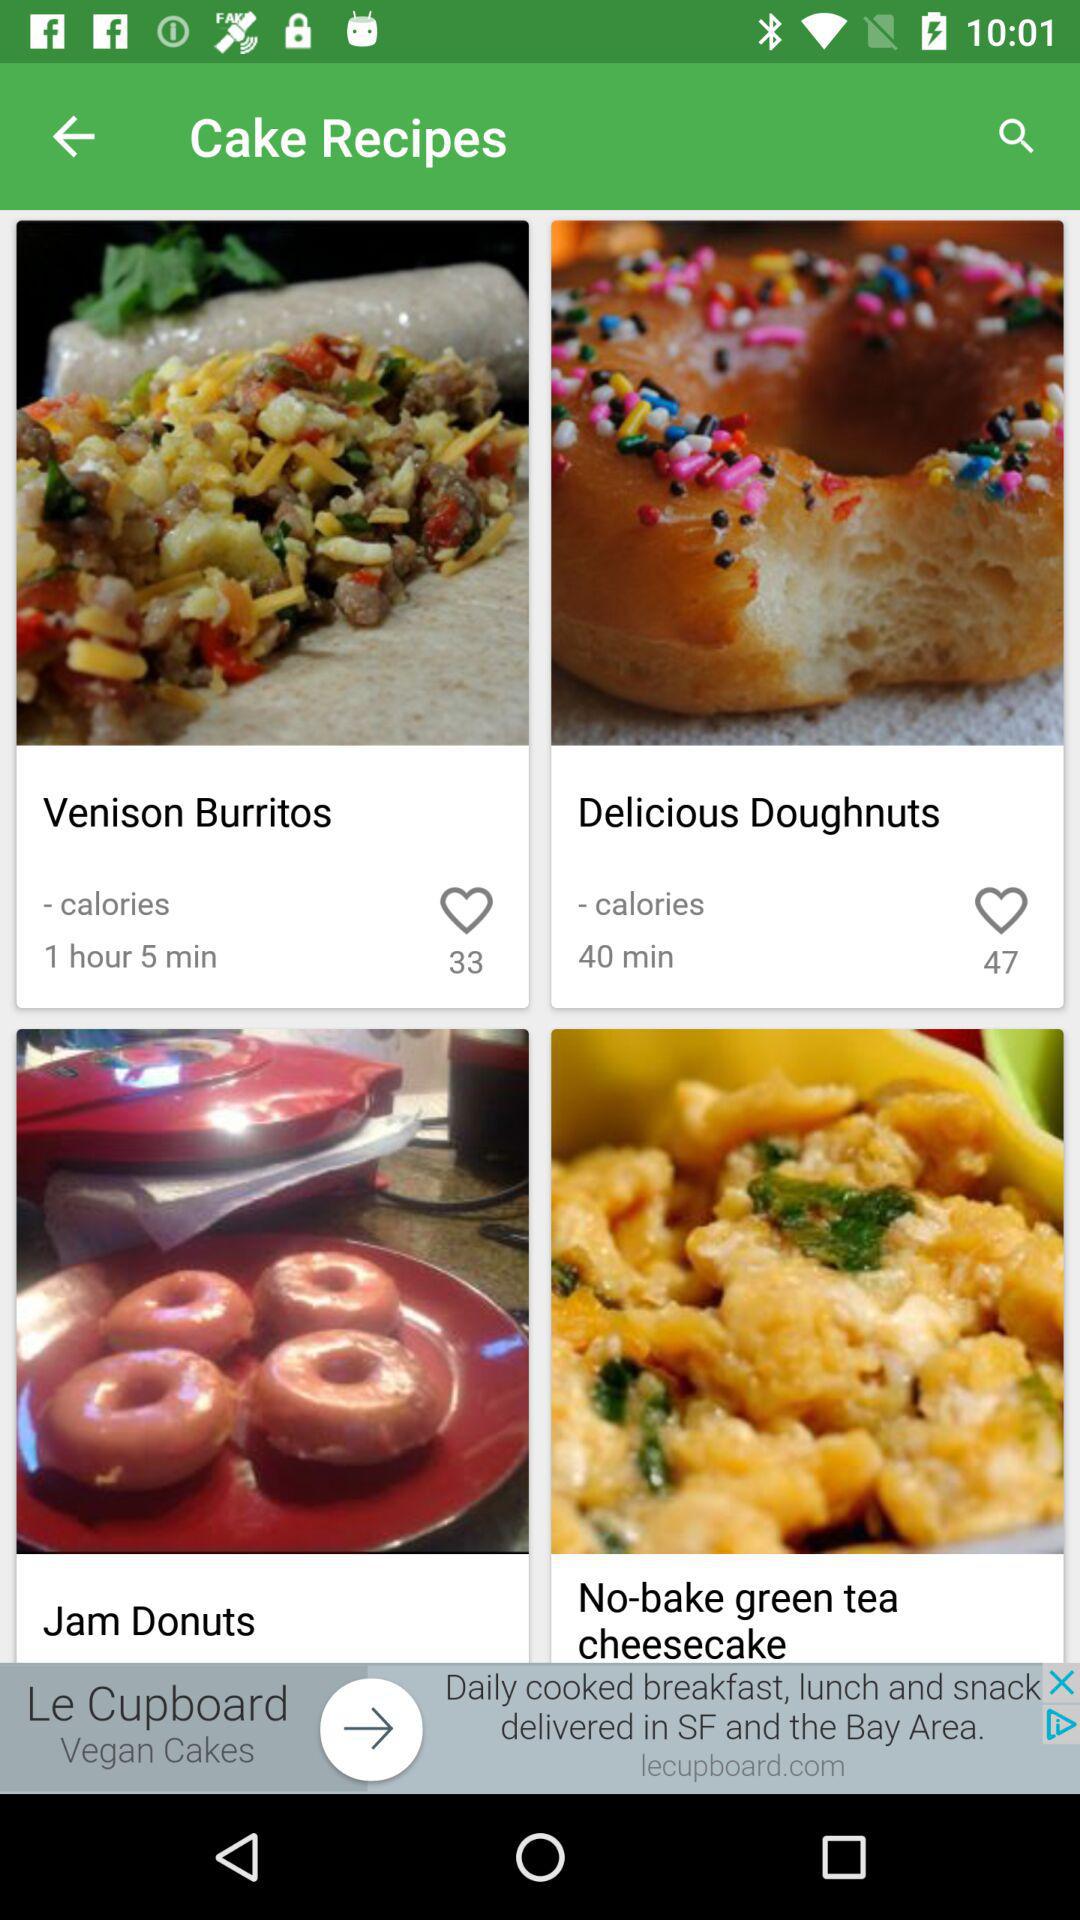 FAKE
10:01
Cake Recipes
Venison Burritos
- calories
1 hour 5 min
33
Delicious Doughnuts
- calories
40 min
47
Jam Donuts
No-bake green tea
cheesecake
Le Cupboard
Vegan Cakes
Daily cooked breakfast, lunch and snack
delivered in SF and the Bay Area.
lecupboard.com